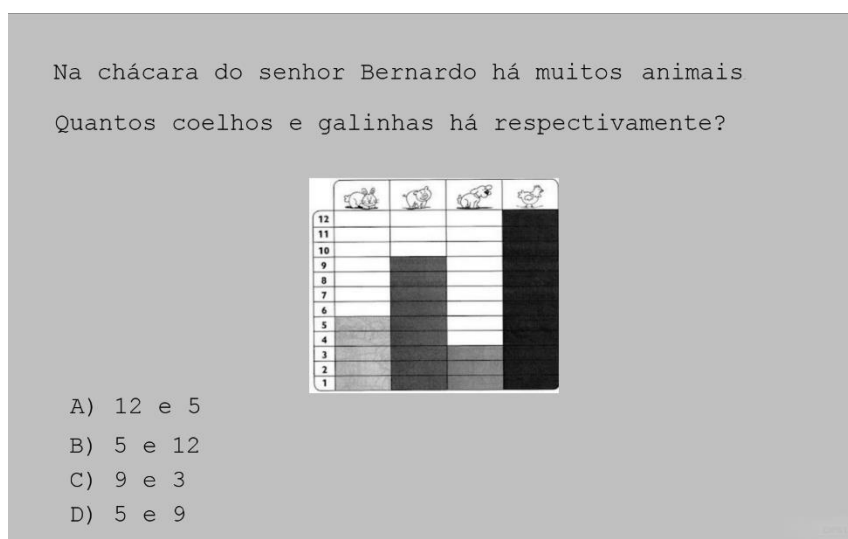 Na chácara do senhor Bernardo há muitos animais
Quantos coelhos e galinhas há respectivamente?
12
11
10
9
8
7
6
5
4
3
2
1
A) 12 e 5
B) 5 e 12
C) 9 e 3
D) 5 e 9